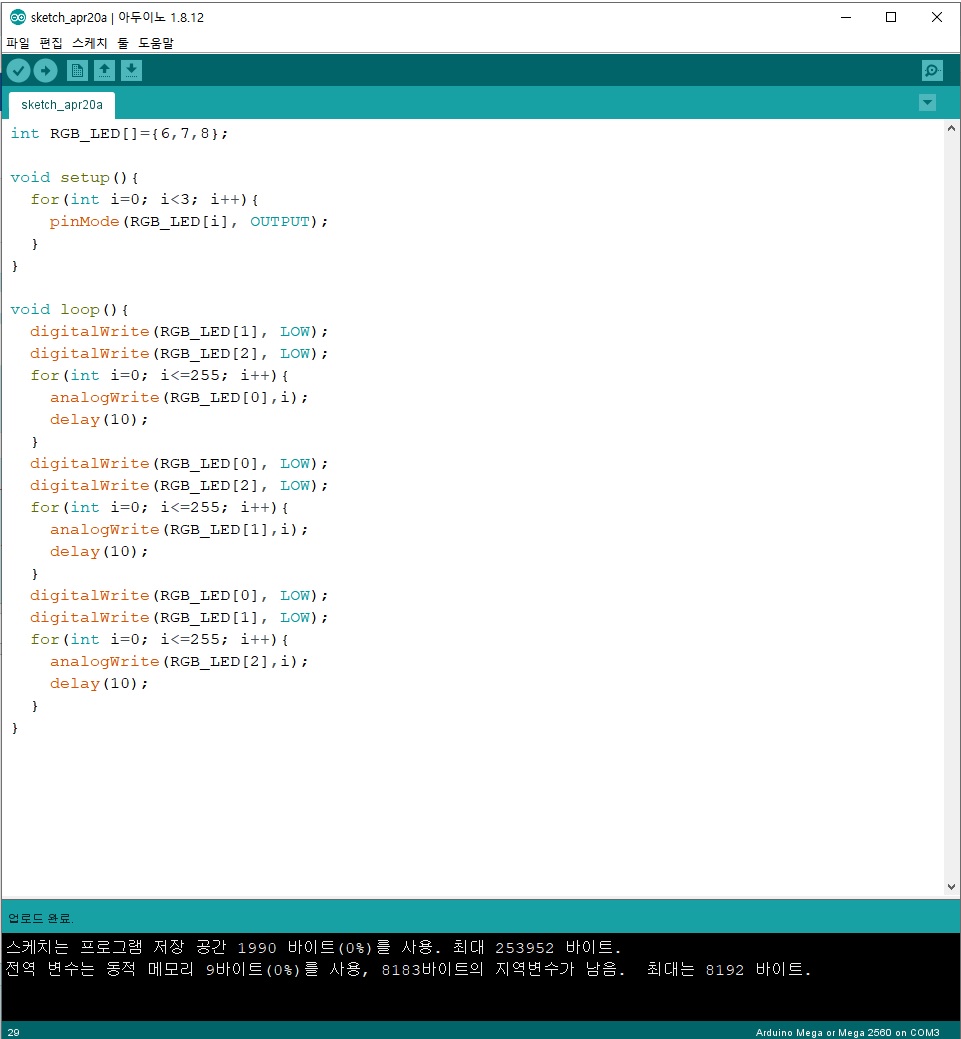 sketch_apr20a | 아두이노 1.8.12
파일 편집 스케치 툴 도움말
sketch_apr20a
int RGB_LED[]={6,7,8};
void setup(){
for(int i=0; i<3; i++){
pinMode(RGB_LED[i], OUTPUT);
}
}
void loop(){
digitalWrite(RGB_LED[1], LOW);
digitalWrite(RGB_LED[2], LOW);
for(int i=0; i<=255; i++){
analogWrite(RGB_LED[0],i);
delay(10);
}
digitalWrite(RGB_LED[0], LOW);
digitalWrite(RGB_LED[2], LOW);
for(int i=0; i<=255; i++){
analogWrite(RGB_LED[1],i);
delay(10);
}
digitalWrite(RGB_LED[0], LOW);
digitalWrite(RGB_LED[1], LOW);
for(int i=0; i<=255; i++){
analogWrite(RGB_LED[2],i);
delay(10);
}
}
업로드 완료.
스케치는 프로그램 저장 공간 1990 바이트(0%)를 사용. 최대 253952 바이트.
전역 변수는 동적 메모리 9바이트(0%)를 사용, 8183바이트의 지역변수가 남음.  최대는 8192 바이트.
29 Arduino Mega or Mega 2560 on COM3